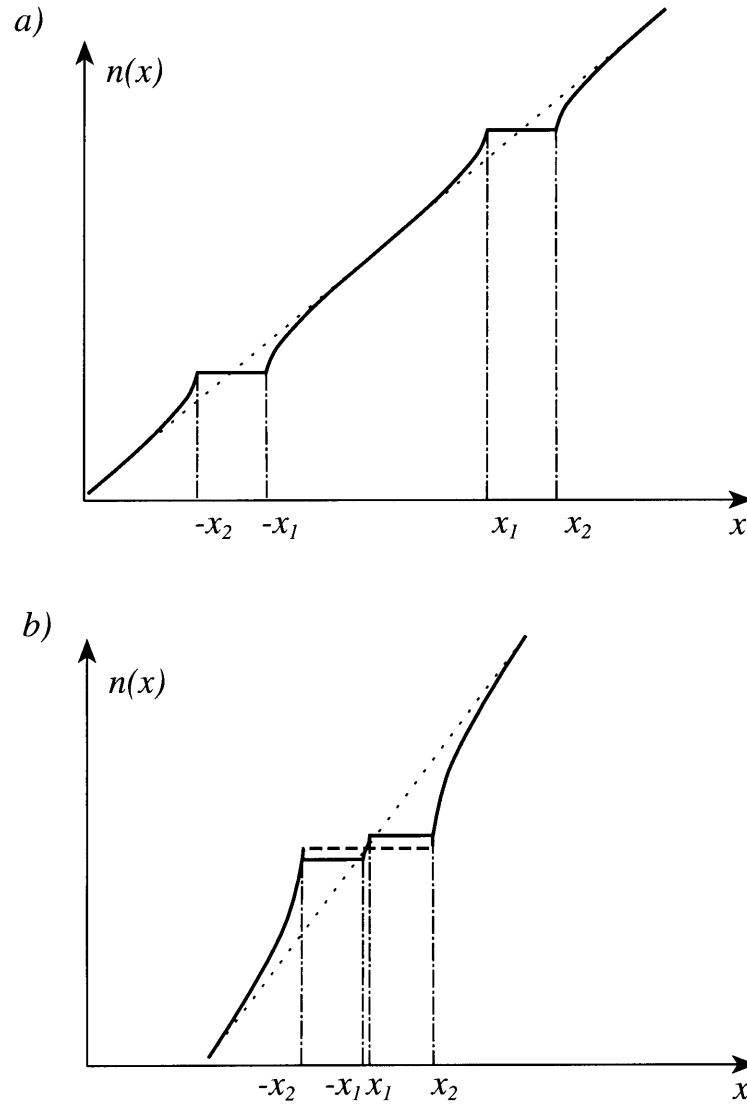 a)
n(x)
-x₂ -x₁ x₁ x₂ x
b)
n(x)
-x₂ -x₁ x₁ x₂ x